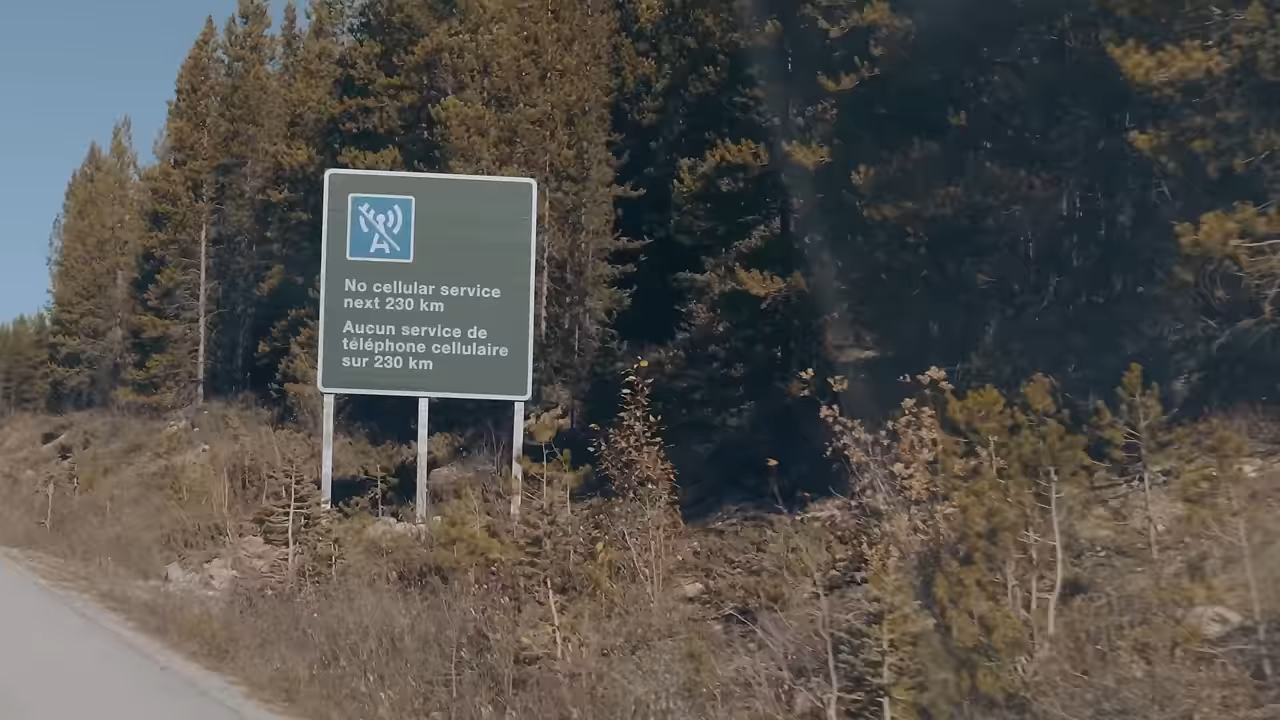 No cellular service
next 230 km
Aucun service de
téléphone cellulaire
sur 230 km